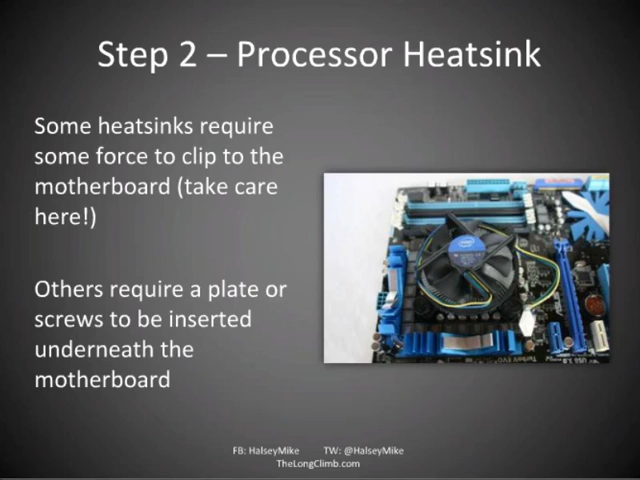 Step 2 – Processor Heatsink
Some heatsinks require
some force to clip to the
motherboard (take care
here!)
Others require a plate or
screws to be inserted
underneath the
motherboard
intel
FB: HalseyMike TW: @HalseyMike
TheLongClimb.com